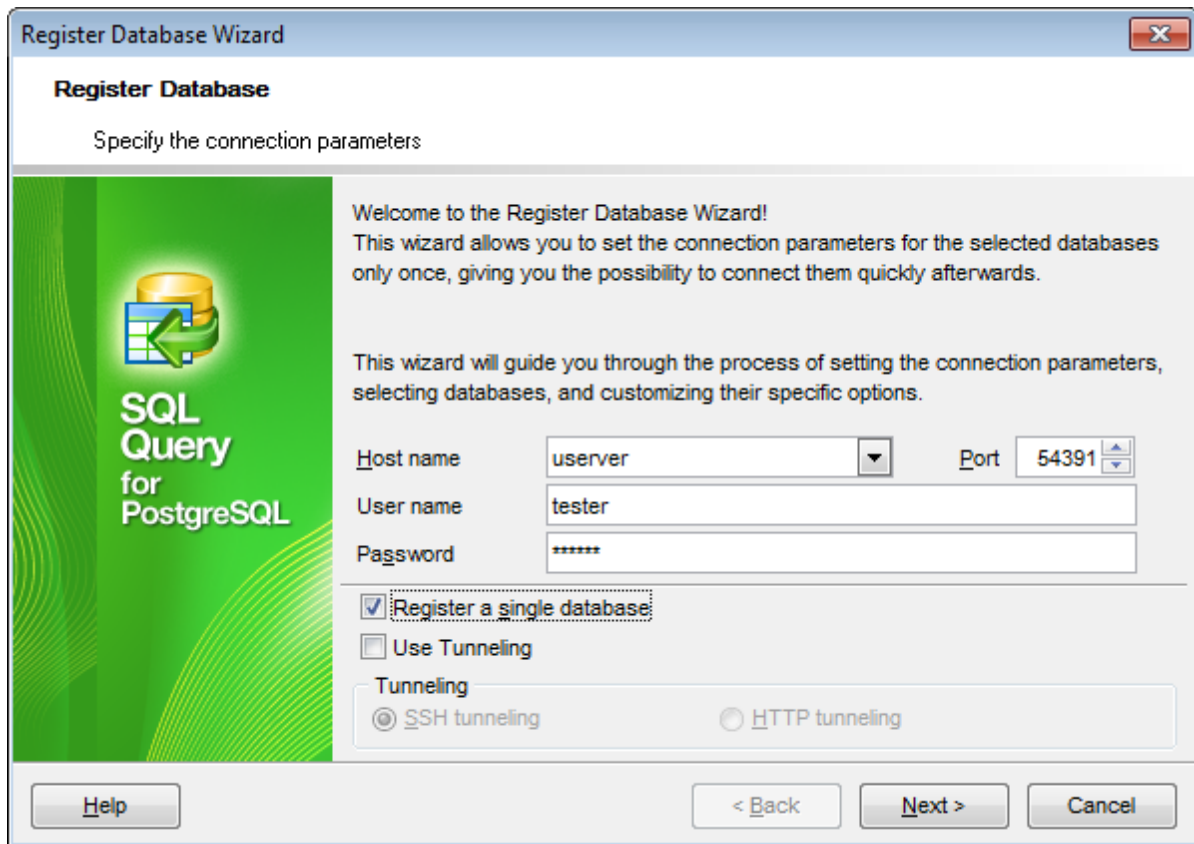 Register Database Wizard
Register Database
Specify the connection parameters
Welcome to the Register Database Wizard!
This wizard allows you to set the connection parameters for the selected databases
only once, giving you the possibility to connect them quickly afterwards.
This wizard will guide you through the process of setting the connection parameters,
selecting databases, and customizing their specific options.
SQL
Query
for
PostgreSQL
Host name userver Port 54391
User name tester
Password ******
Register a single database
Use Tunneling
Tunneling
SSH tunneling HTTP tunneling
Help < Back Next > Cancel